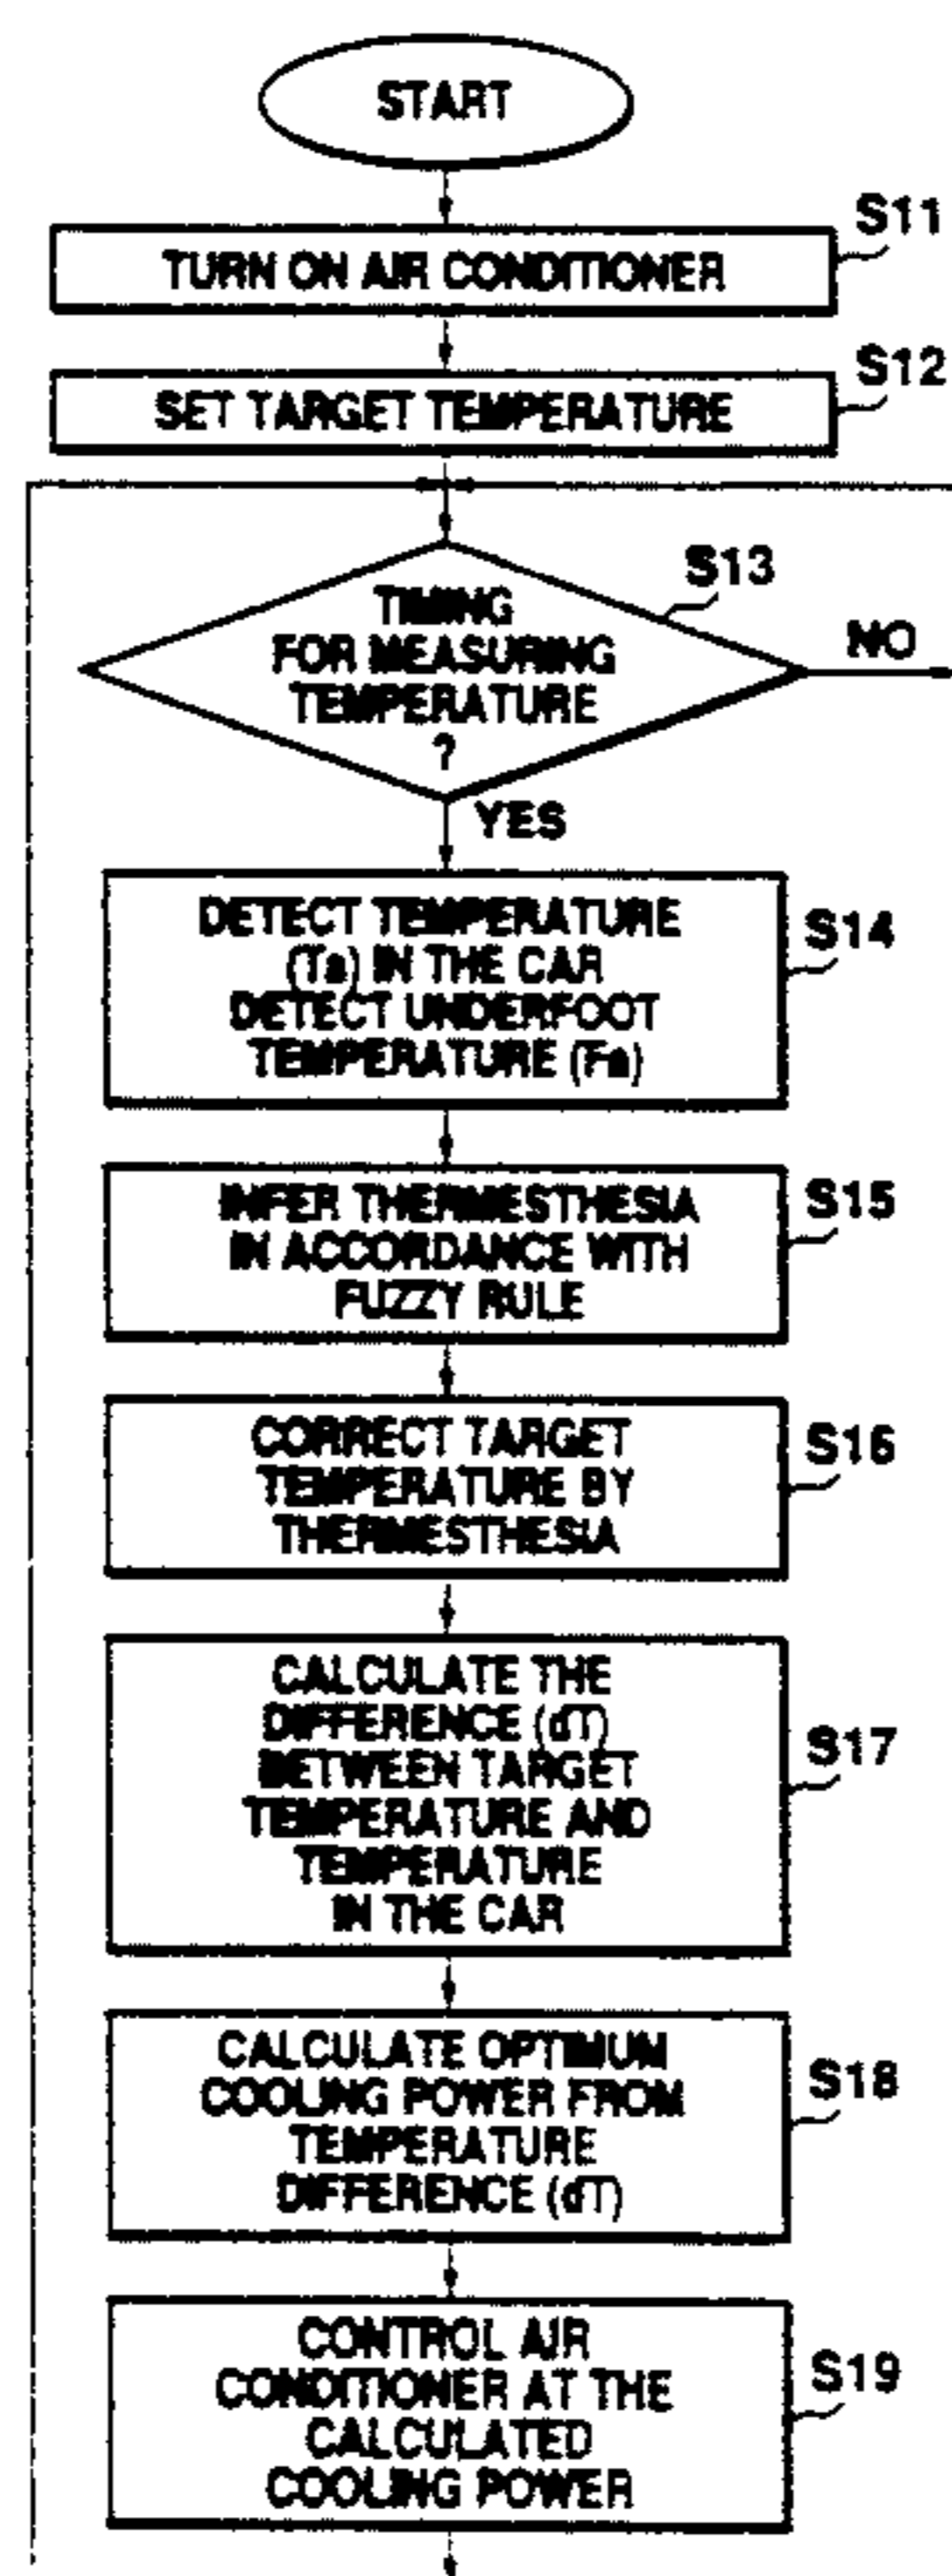 START
S11
TURN ON AIR CONDITIONER
S12
SET TARGET TEMPERATURE
S13
TIMING
FOR MEASURING
TEMPERATURE
?
NO
YES
S14
DETECT TEMPERATURE
(Ta) IN THE CAR
DETECT UNDERFOOT
TEMPERATURE (Fa)
S15
INFER THERMESTHESIA
IN ACCORDANCE WITH
FUZZY RULE
S16
CORRECT TARGET
TEMPERATURE BY
THERMESTHESIA
S17
CALCULATE THE
DIFFERENCE (dT)
BETWEEN TARGET
TEMPERATURE AND
TEMPERATURE
IN THE CAR
S18
CALCULATE OPTIMUM
COOLING POWER FROM
TEMPERATURE
DIFFERENCE (dT)
S19
CONTROL AIR
CONDITIONER AT THE
CALCULATED
COOLING POWER